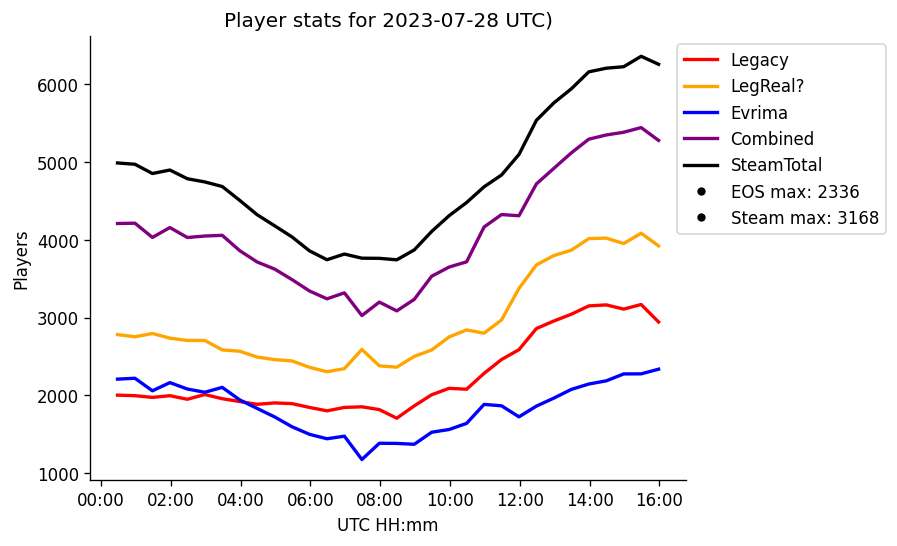 Player stats for 2023-07-28 UTC)
Legacy
LegReal?
Evrima
Combined
SteamTotal
EOS max: 2336
Steam max: 3168
6000
5000
4000
3000
2000
1000
Players
00:00 02:00 04:00 06:00 08:00 10:00 12:00 14:00 16:00
UTC HH:mm